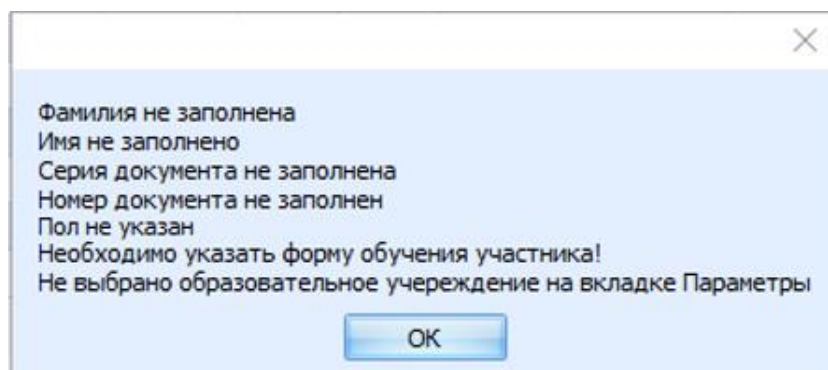 Фамилия не заполнена
Имя не заполнено
Серия документа не заполнена
Номер документа не заполнен
Пол не указан
Необходимо указать форму обучения участника!
Не выбрано образовательное учереждение на вкладке Параметры
ОК